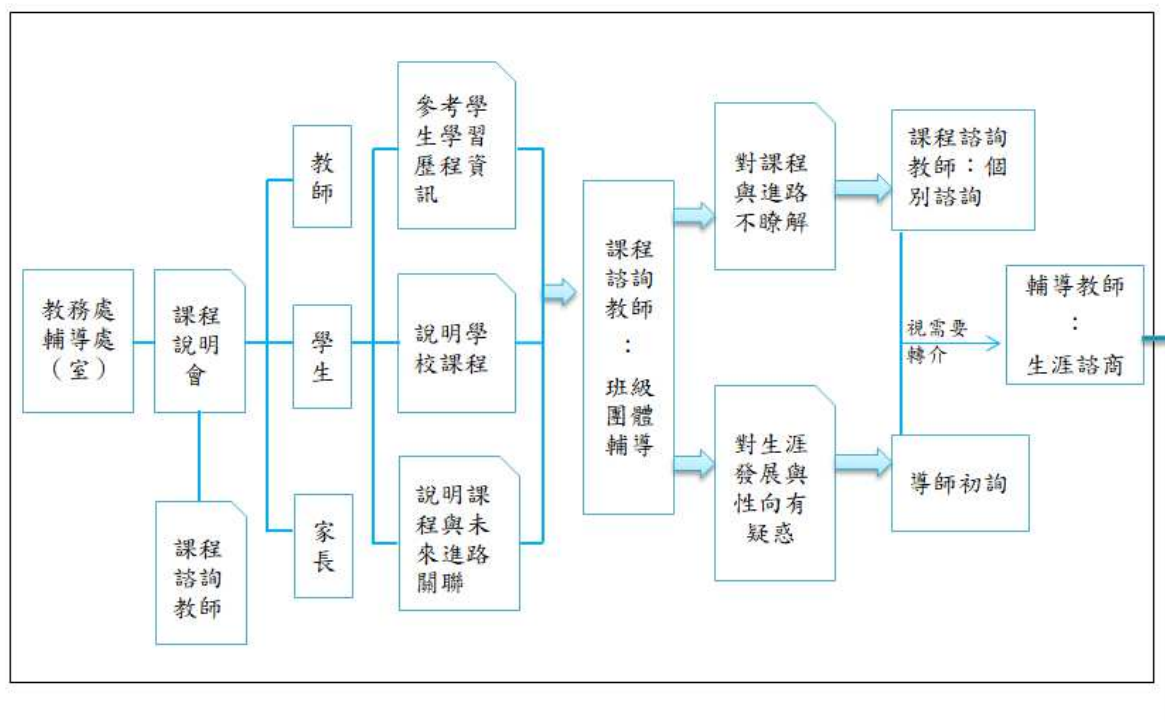 教務處
輔導處
（室）
課程
說明
會
課程
諮詢
教師
教
師
學
生
家
長
參考學
生學習
歷程資
訊
說明學
校課程
說明課
程與未
來進路
關聯
課程
諮詢
教師
：
班級
團體
輔導
對課程
與進路
不瞭解
對生涯
發展與
性向有
疑惑
課程諮詢
教師：個
別諮詢
導師初詢
視需要
轉介
輔導教師
：
生涯諮商